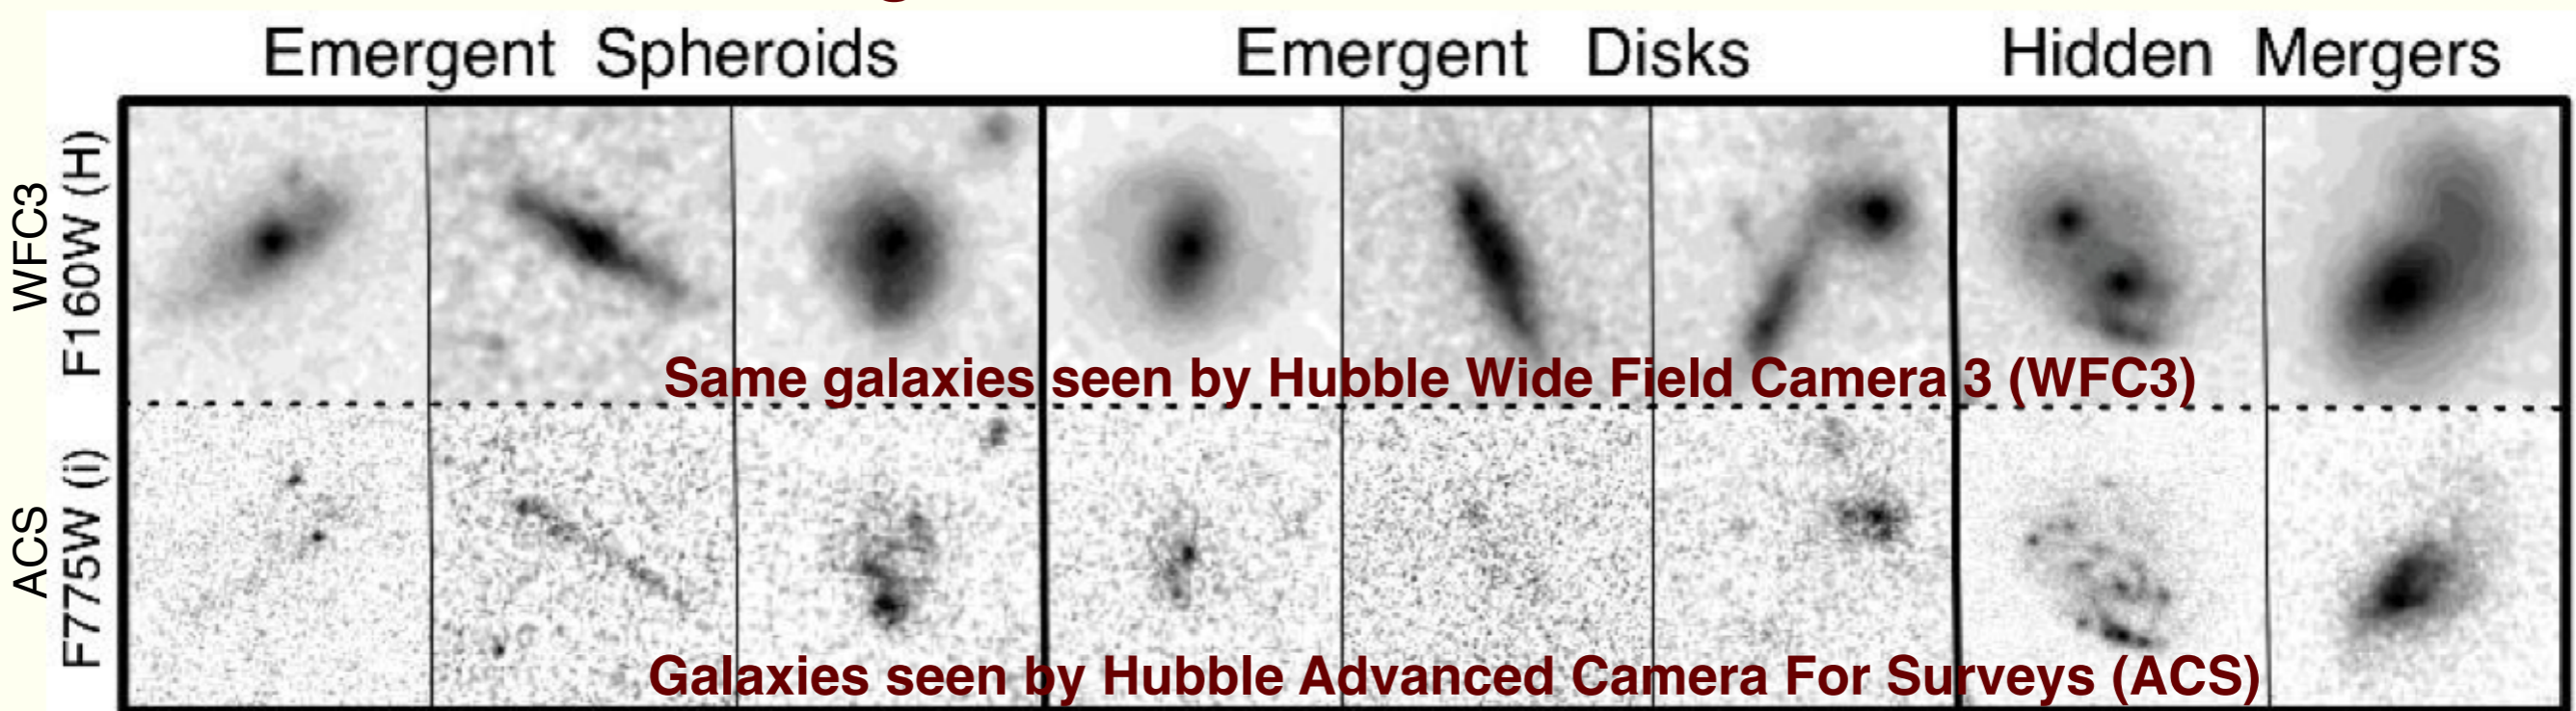 Emergent Spheroids
Emergent Disks
Hidden Mergers
WFC3
F160W (H)
Same galaxies seen by Hubble Wide Field Camera 3 (WFC3)
ACS
F775W (i)
Galaxies seen by Hubble Advanced Camera For Surveys (ACS)